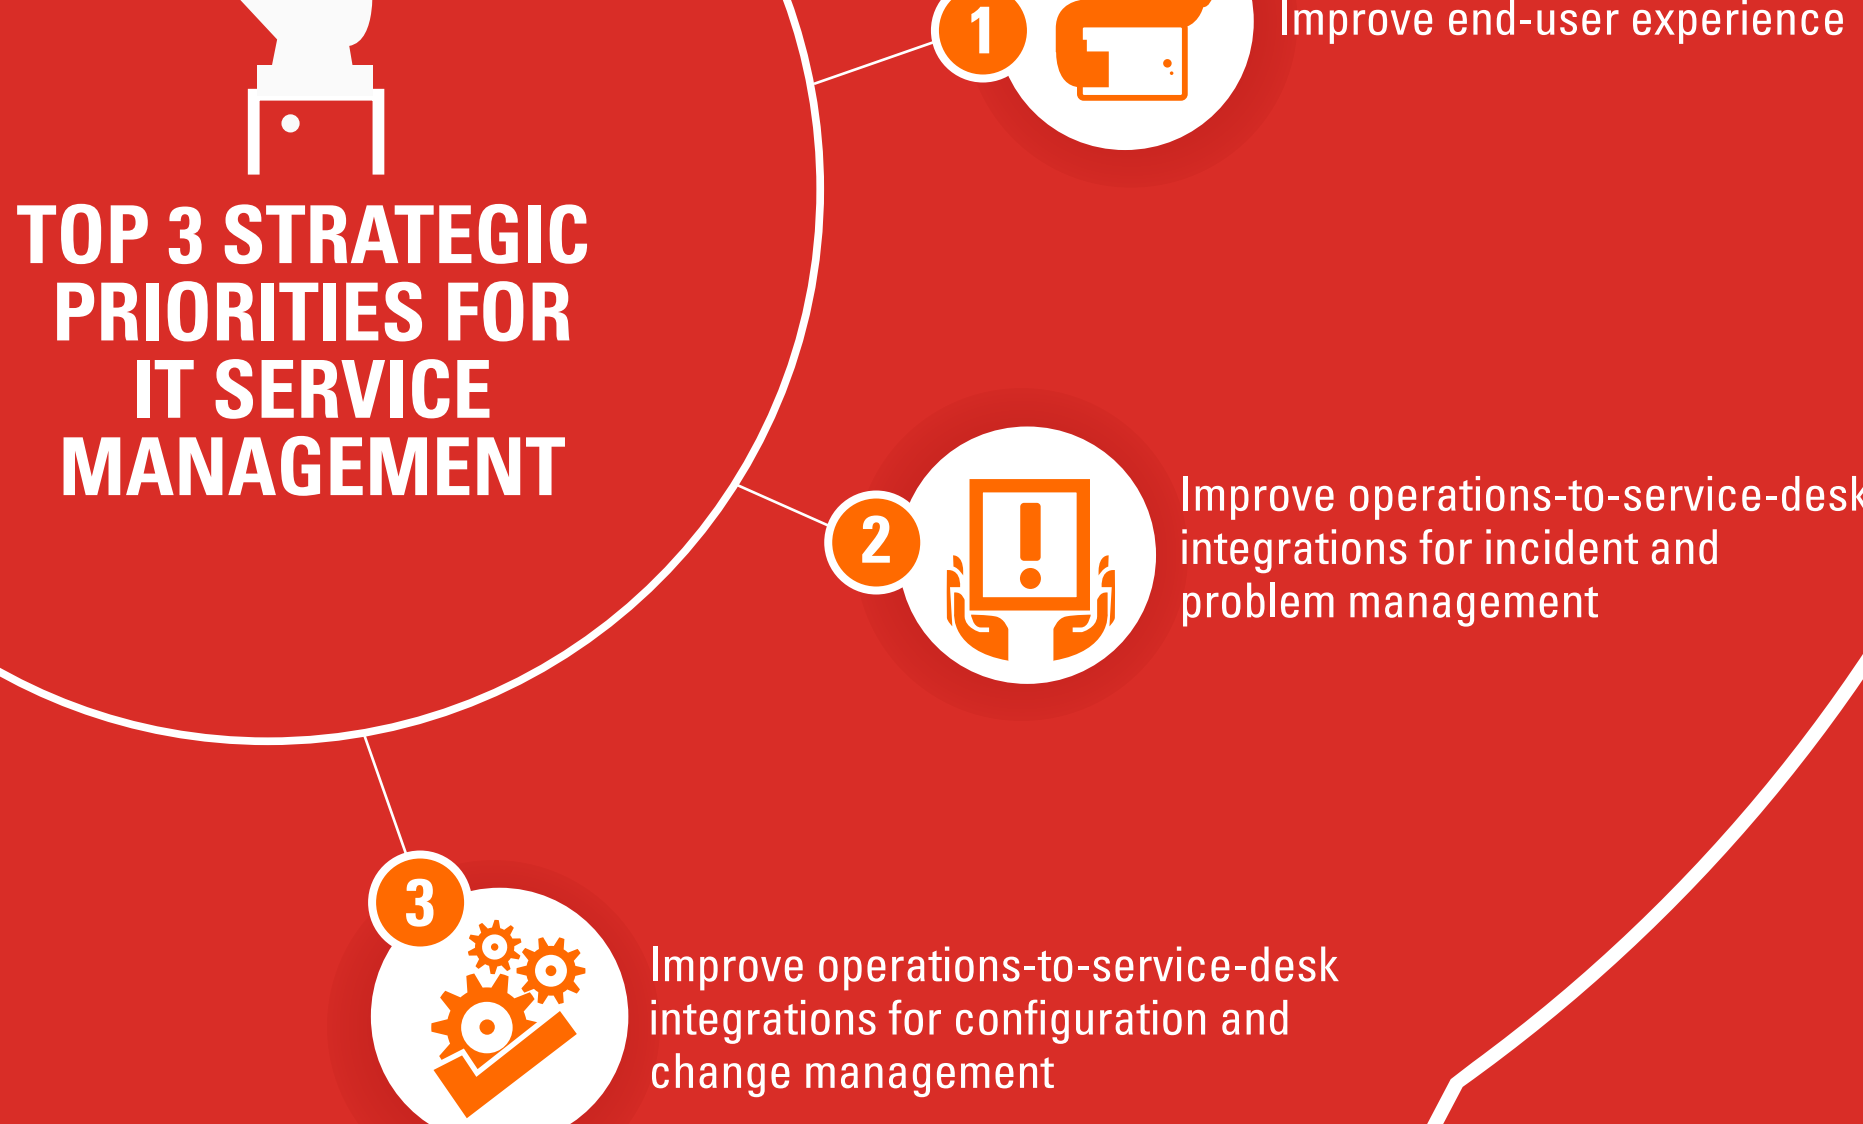 TOP 3 STRATEGIC
PRIORITIES FOR
IT SERVICE
MANAGEMENT
1
Improve end-user experience
2
Improve operations-to-service-desk
integrations for incident and
problem management
3
Improve operations-to-service-desk
integrations for configuration and
change management